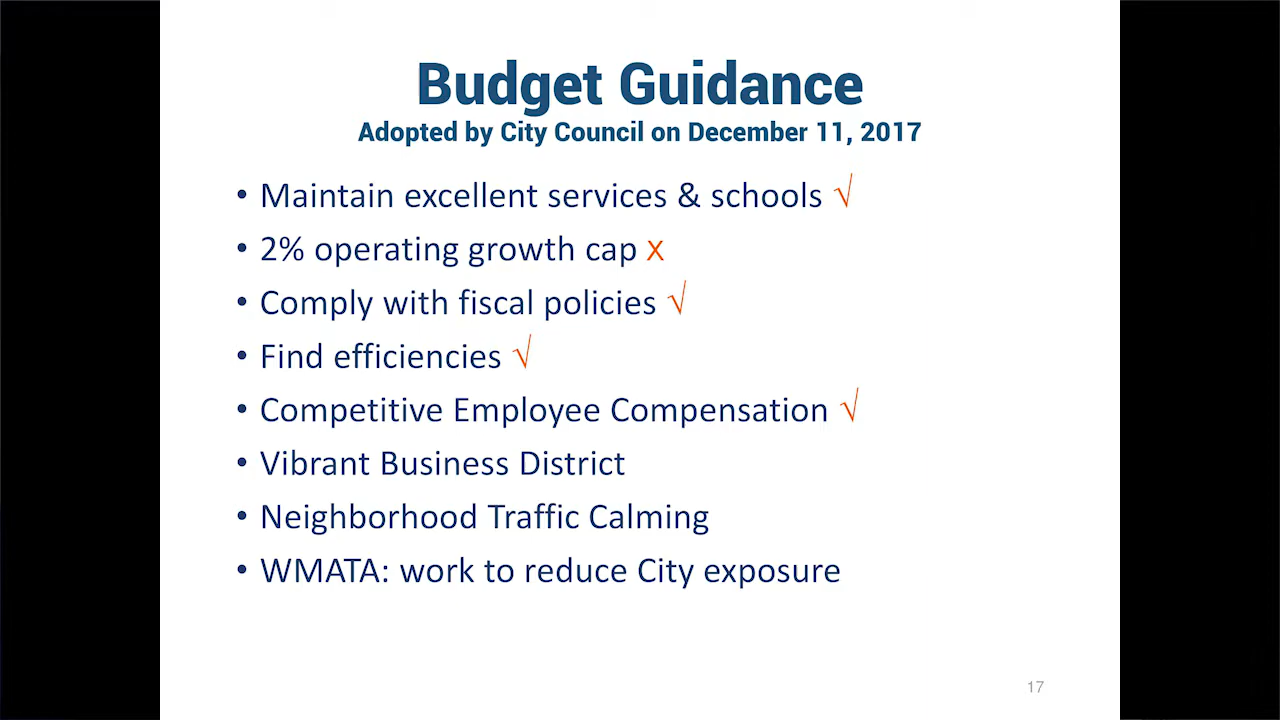 Budget Guidance
Adopted by City Council on December 11, 2017
• Maintain excellent services & schools √
• 2% operating growth cap x
• Comply with fiscal policies √
• Find efficiencies √
• Competitive Employee Compensation √
• Vibrant Business District
• Neighborhood Traffic Calming
• WMATA: work to reduce City exposure
17